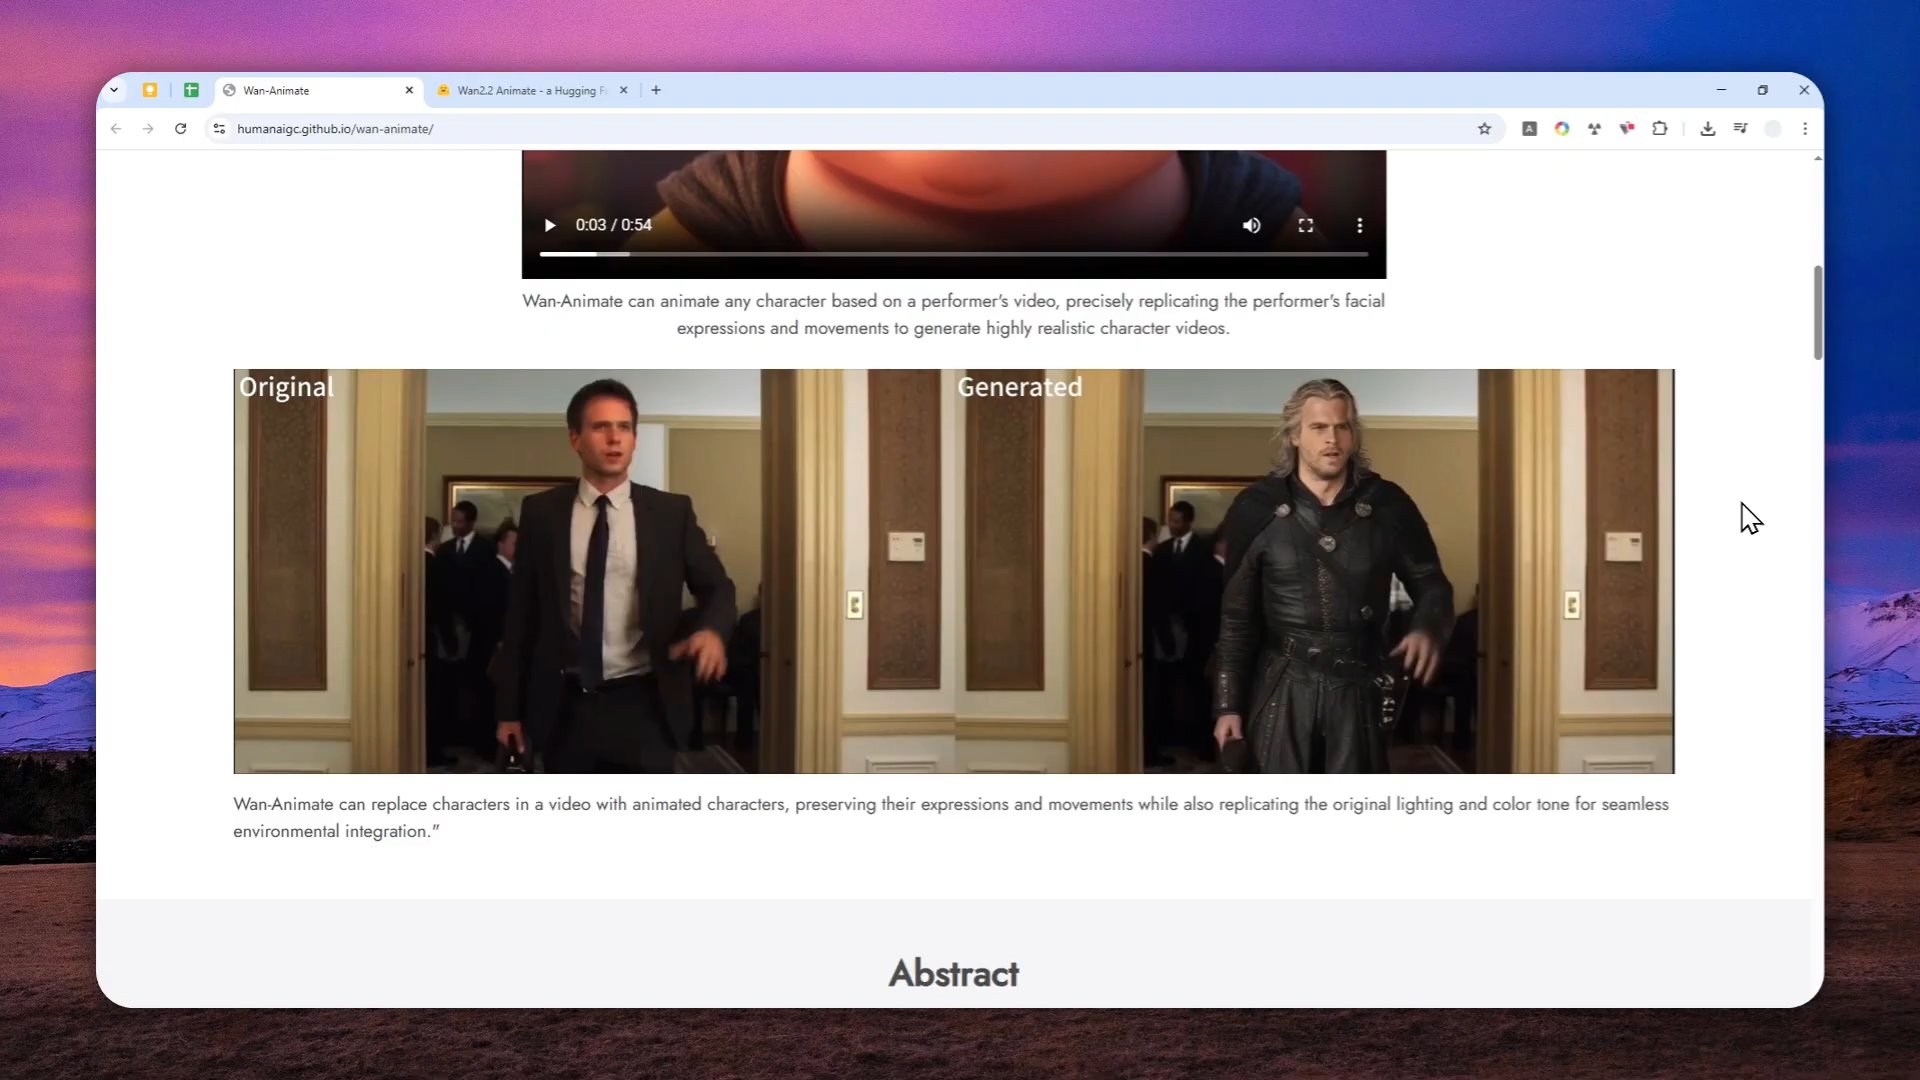 Wan-Animate
Wan2.2 Animate - a Hugging F
humanaigc.github.io/wan-animate/
0:03 / 0:54
Wan-Animate can animate any character based on a performer's video, precisely replicating the performer's facial
expressions and movements to generate highly realistic character videos.
Original
Generated
Wan-Animate can replace characters in a video with animated characters, preserving their expressions and movements while also replicating the original lighting and color tone for seamless
environmental integration."
Abstract